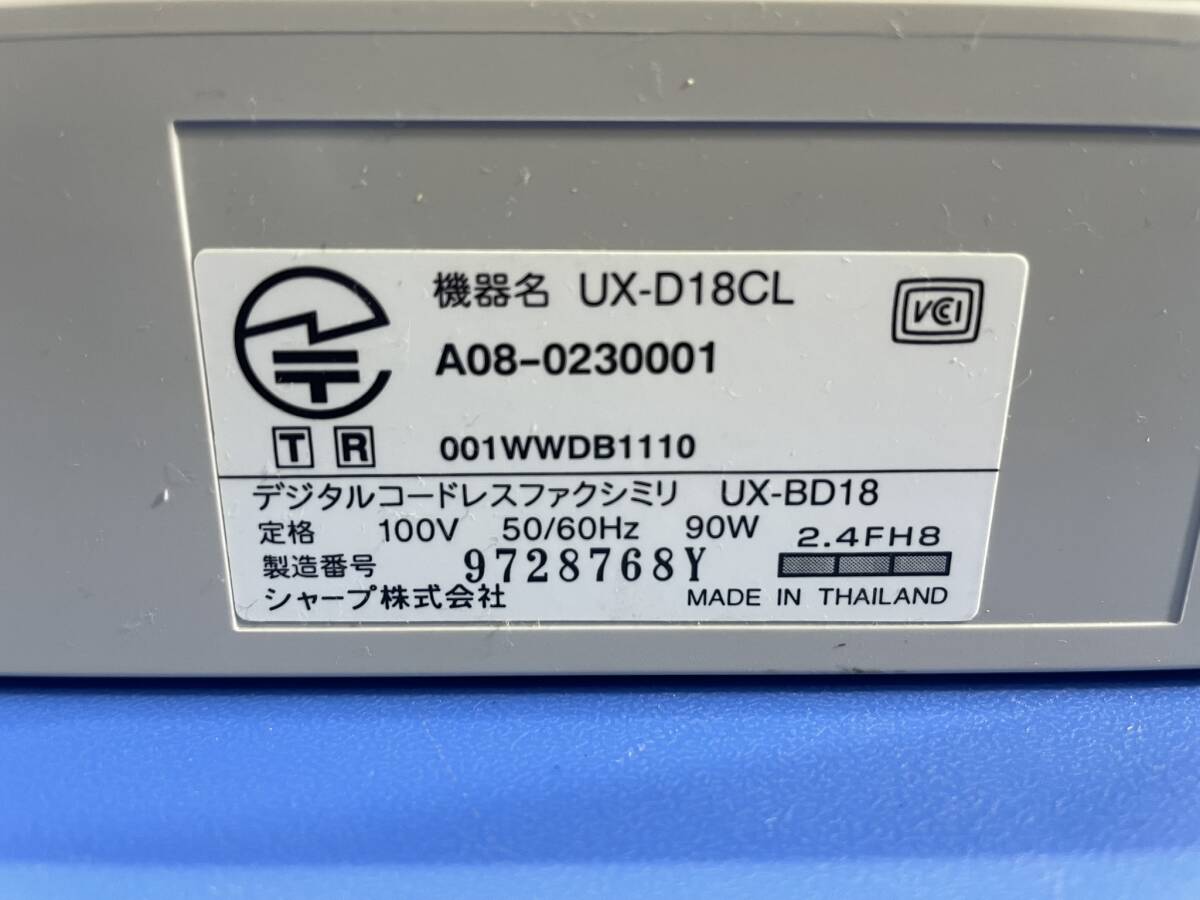 機器名 UX-D18CL
VCCI
A08-0230001
T R 001WWDB1110
デジタルコードレスファクシミリ UX-BD18
定格 100V 50/60Hz 90W
2.4FH8
製造番号 9728768Y
シャープ株式会社 MADE IN THAILAND